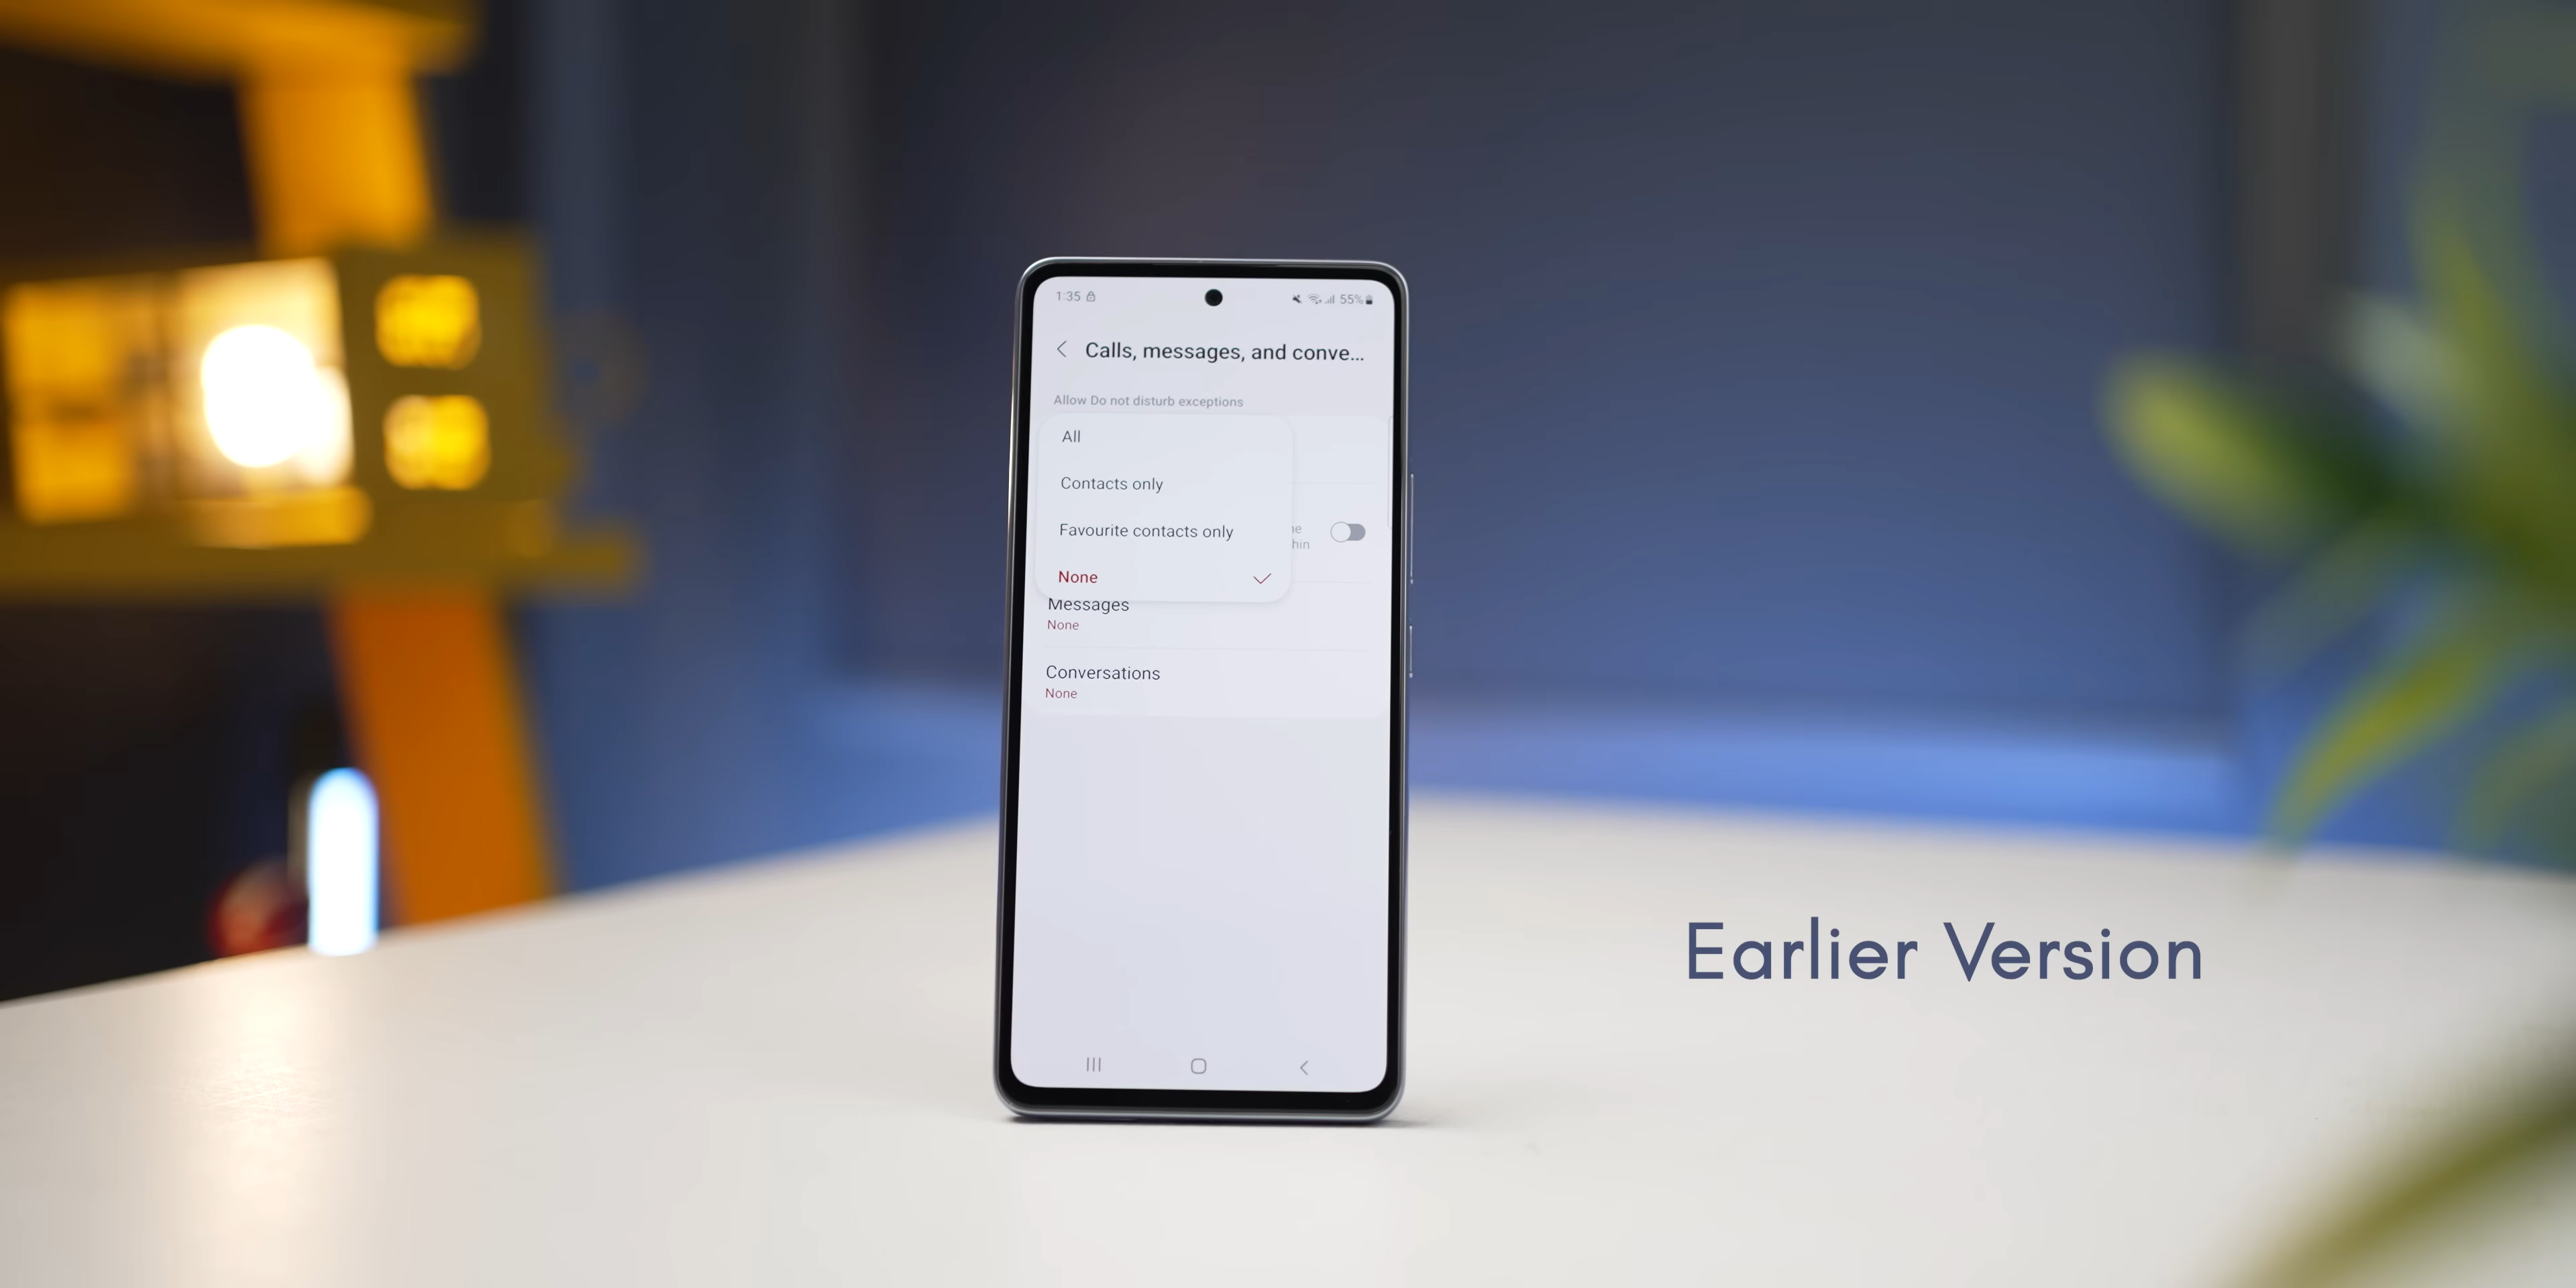 1:35
55%
Calls, messages, and conve...
Allow Do not disturb exceptions
All
Contacts only
Favourite contacts only
None
Messages
None
Conversations
None
Earlier Version